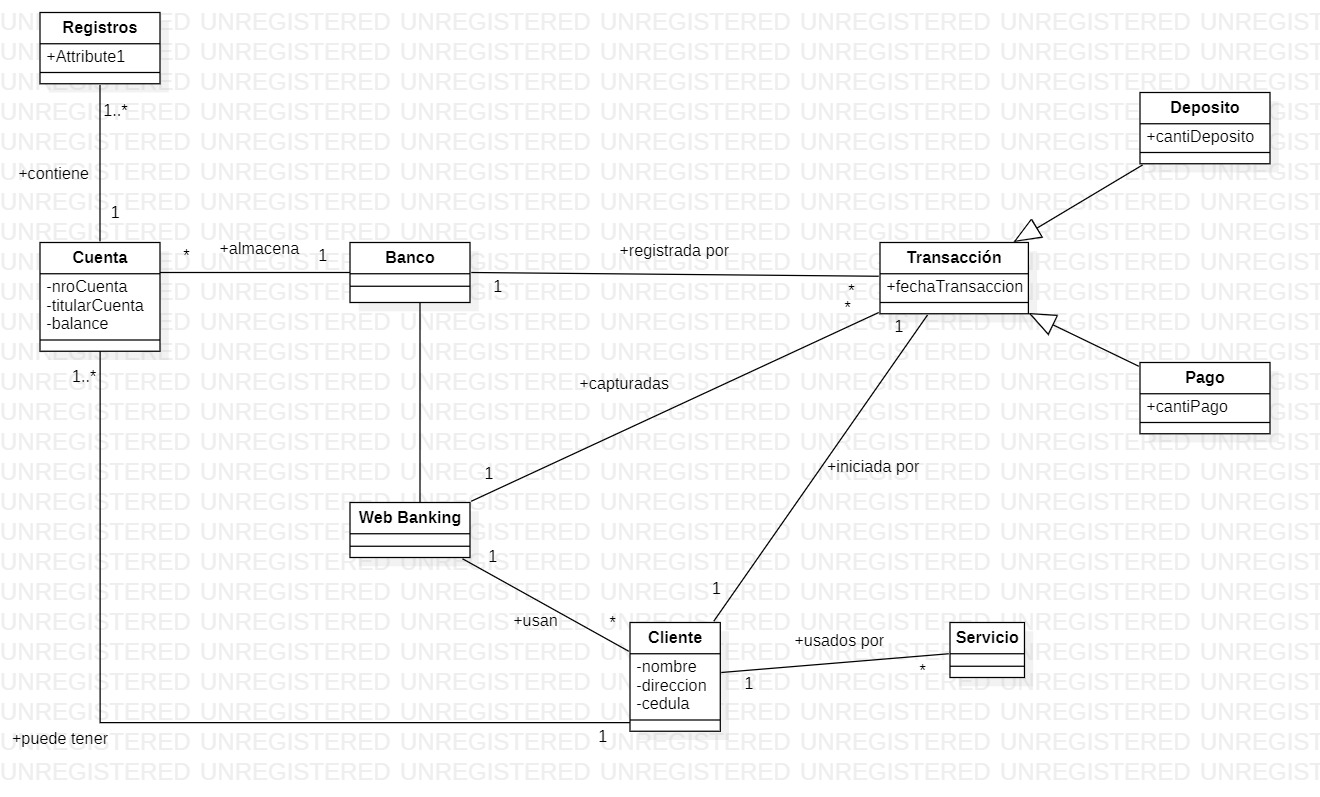 UNREGISTERED UNREGISTERED UNREGISTERED UNREGISTERED UNREGISTERED UNREGISTERED UNREGIST
Registros
+Attribute1
1..*
Deposito
+cantiDeposito
+contiene
1
* +almacena 1
+registrada por
Cuenta
-nroCuenta
-titularCuenta
-balance
Banco
1
*
*
Transacción
+fechaTransaccion
1
1..*
+capturadas
Pago
+cantiPago
1
+iniciada por
Web Banking
1
+usan
*
1
Cliente
-nombre
-direccion
-cedula
+usados por
1
*
Servicio
+puede tener
1